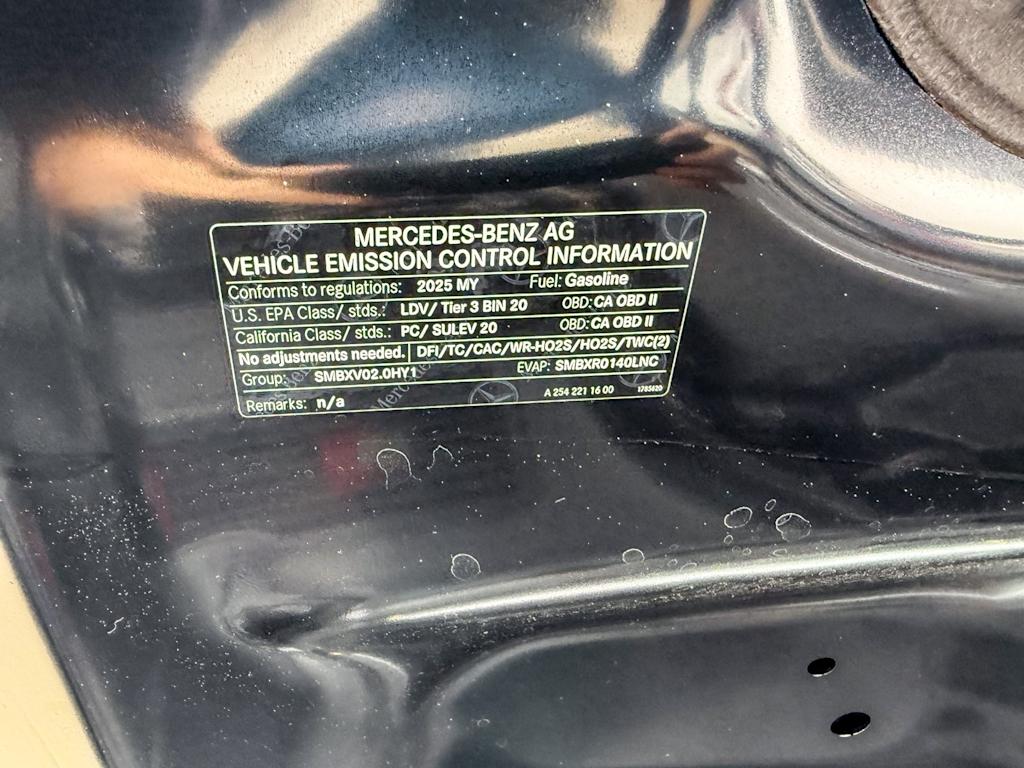 MERCEDES-BENZ AG
VEHICLE EMISSION CONTROL INFORMATION
Conforms to regulations: 2025 MY Fuel: Gasoline
U.S. EPA Class/ stds.: LDV/ Tier 3 BIN 20 OBD: CA OBD II
California Class/ stds.: PC/ SULEV 20 OBD: CA OBD II
No adjustments needed. DFI/TC/CAC/WR-HO2S/HO2S/TWC(2)
Group: SMBXV02.0HY1 EVAP: SMBXR0140LNC
Remarks: n/a A 254 221 16 00